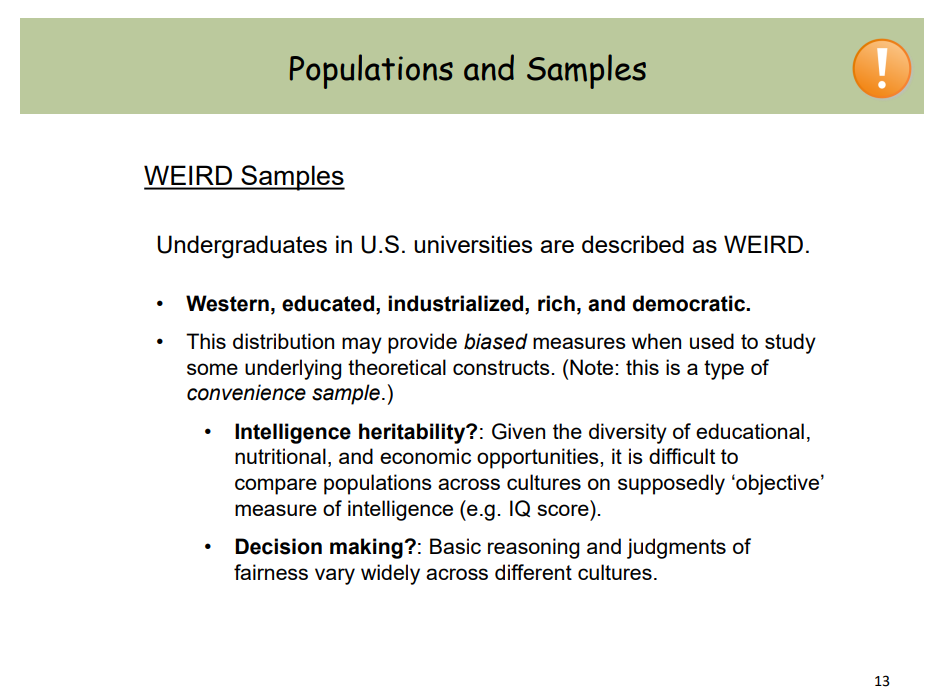 Populations and Samples
!
WEIRD Samples
Undergraduates in U.S. universities are described as WEIRD.
• Western, educated, industrialized, rich, and democratic.
• This distribution may provide biased measures when used to study
some underlying theoretical constructs. (Note: this is a type of
convenience sample.)
• Intelligence heritability?: Given the diversity of educational,
nutritional, and economic opportunities, it is difficult to
compare populations across cultures on supposedly ‘objective’
measure of intelligence (e.g. IQ score).
• Decision making?: Basic reasoning and judgments of
fairness vary widely across different cultures.
13